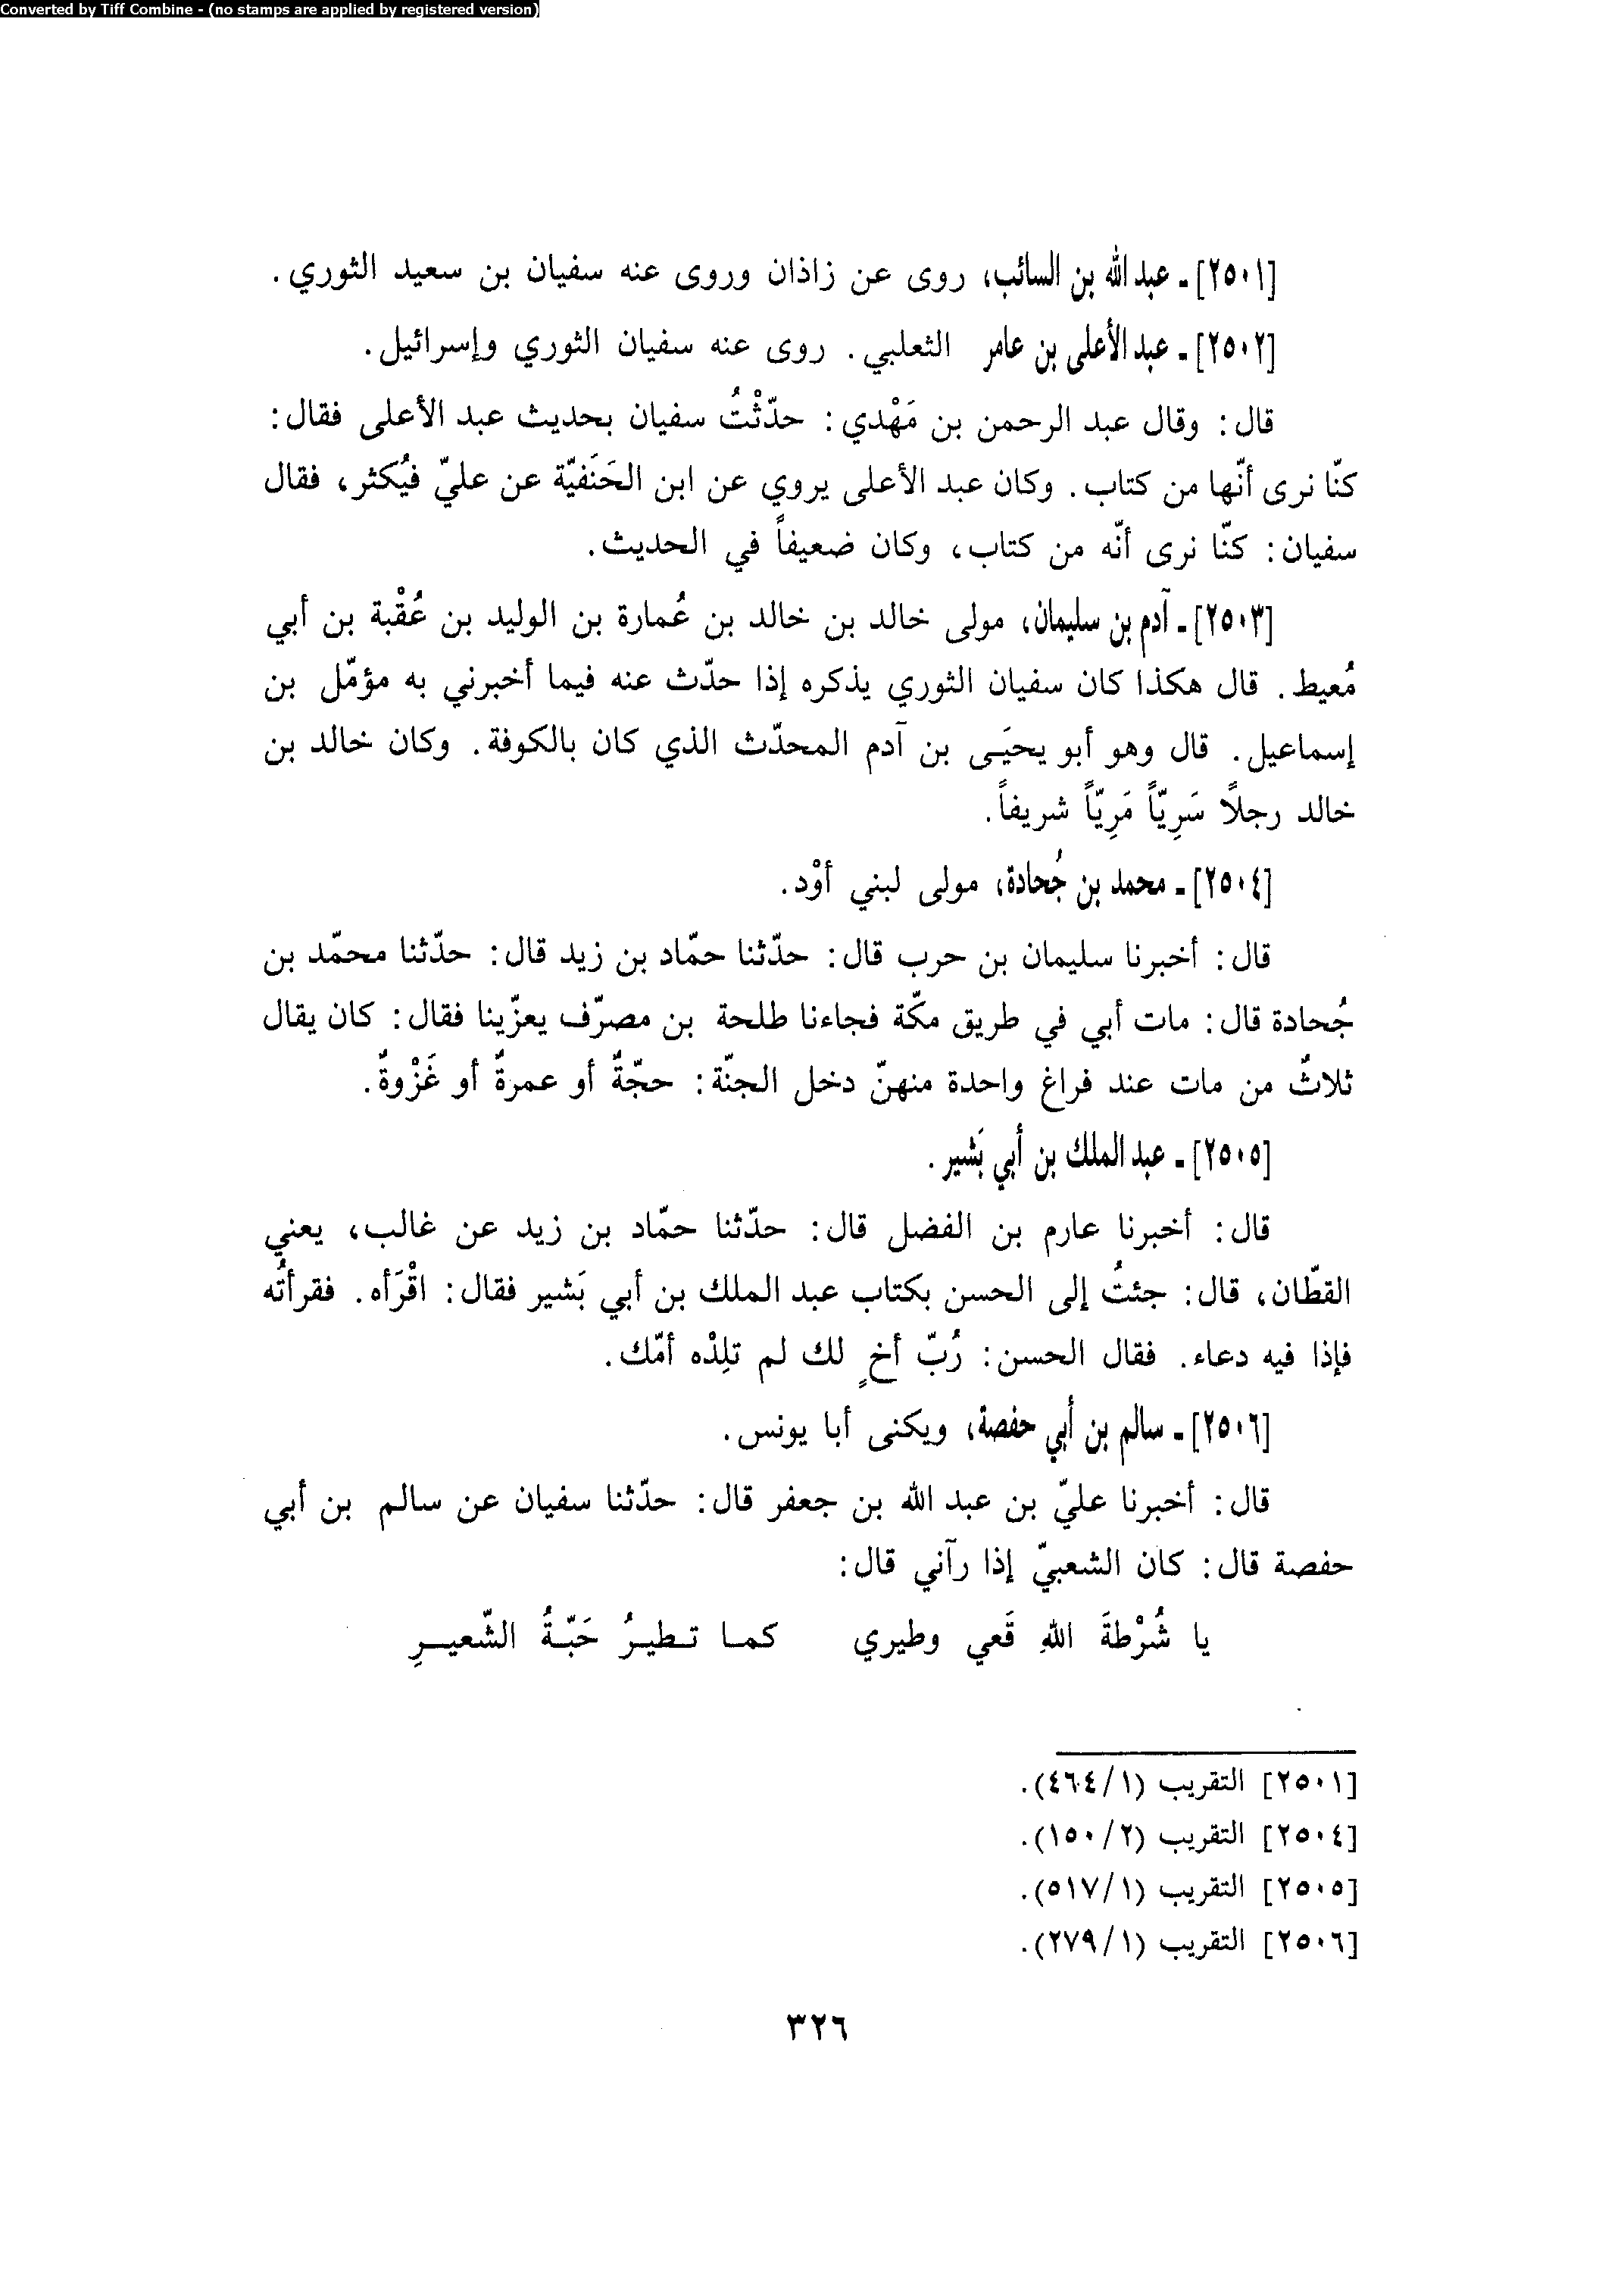 Converted by Tiff Combine - (no stamps are applied by registered version)
[٢٥٠١] ـ عبد الله بن السائب، روى عن زاذان وروى عنه سفيان بن سعيد الثوري.
[٢٥٠٢] ـ عبد الأعلى بن عامر الثعلبي. روى عنه سفيان الثوري وإسرائيل.
قال: وقال عبد الرحمن بن مَهْدي: حدّثْتُ سفيان بحديث عبد الأعلى فقال:
كنّا نرى أنّها من كتاب. وكان عبد الأعلى يروي عن ابن الحَنَفيّة عن عليّ فيُكثر، فقال
سفيان: كنّا نرى أنّه من كتاب، وكان ضعيفاً في الحديث.
[٢٥٠٣] ـ آدم بن سليمان، مولى خالد بن خالد بن عُمارة بن الوليد بن عُقْبة بن أبي
مُعيط. قال هكذا كان سفيان الثوري يذكره إذا حدّث عنه فيما أخبرني به مؤمّل بن
إسماعيل. قال وهو أبو يحيَى بن آدم المحدّث الذي كان بالكوفة. وكان خالد بن
خالد رجلاً سَرِيّاً مَرِيّاً شريفاً.
[٢٥٠٤] ـ محمد بن جُحادة، مولى لبني أوْد.
قال: أخبرنا سليمان بن حرب قال: حدّثنا حمّاد بن زيد قال: حدّثنا محمّد بن
جُحادة قال: مات أبي في طريق مكّة فجاءنا طلحة بن مصرّف يعزّينا فقال: كان يقال
ثلاثٌ من مات عند فراغ واحدة منهنّ دخل الجنّة: حجّةٌ أو عمرةٌ أو غَزْوةٌ.
[٢٥٠٥] ـ عبد الملك بن أبي بَشير.
قال: أخبرنا عارم بن الفضل قال: حدّثنا حمّاد بن زيد عن غالب، يعني
القطّان، قال: جئتُ إلى الحسن بكتاب عبد الملك بن أبي بَشير فقال: اقْرَأه. فقرأتُه
فإذا فيه دعاء. فقال الحسن: رُبّ أخٍ لك لم تلِدْه أمّك.
[٢٥٠٦] ـ سالم بن أبي حفصة، ويكنى أبا يونس.
قال: أخبرنا عليّ بن عبد الله بن جعفر قال: حدّثنا سفيان عن سالم بن أبي
حفصة قال: كان الشعبيّ إذا رآني قال:
يا شُرْطةَ اللهِ قَعي وطيري كما تطيرُ حَبّةُ الشّعيرِ
[٢٥٠١] التقريب (١/ ٤٦٤).
[٢٥٠٤] التقريب (٢/ ١٥٠).
[٢٥٠٥] التقريب (١/ ٥١٧).
[٢٥٠٦] التقريب (١/ ٢٧٩).
٣٢٦